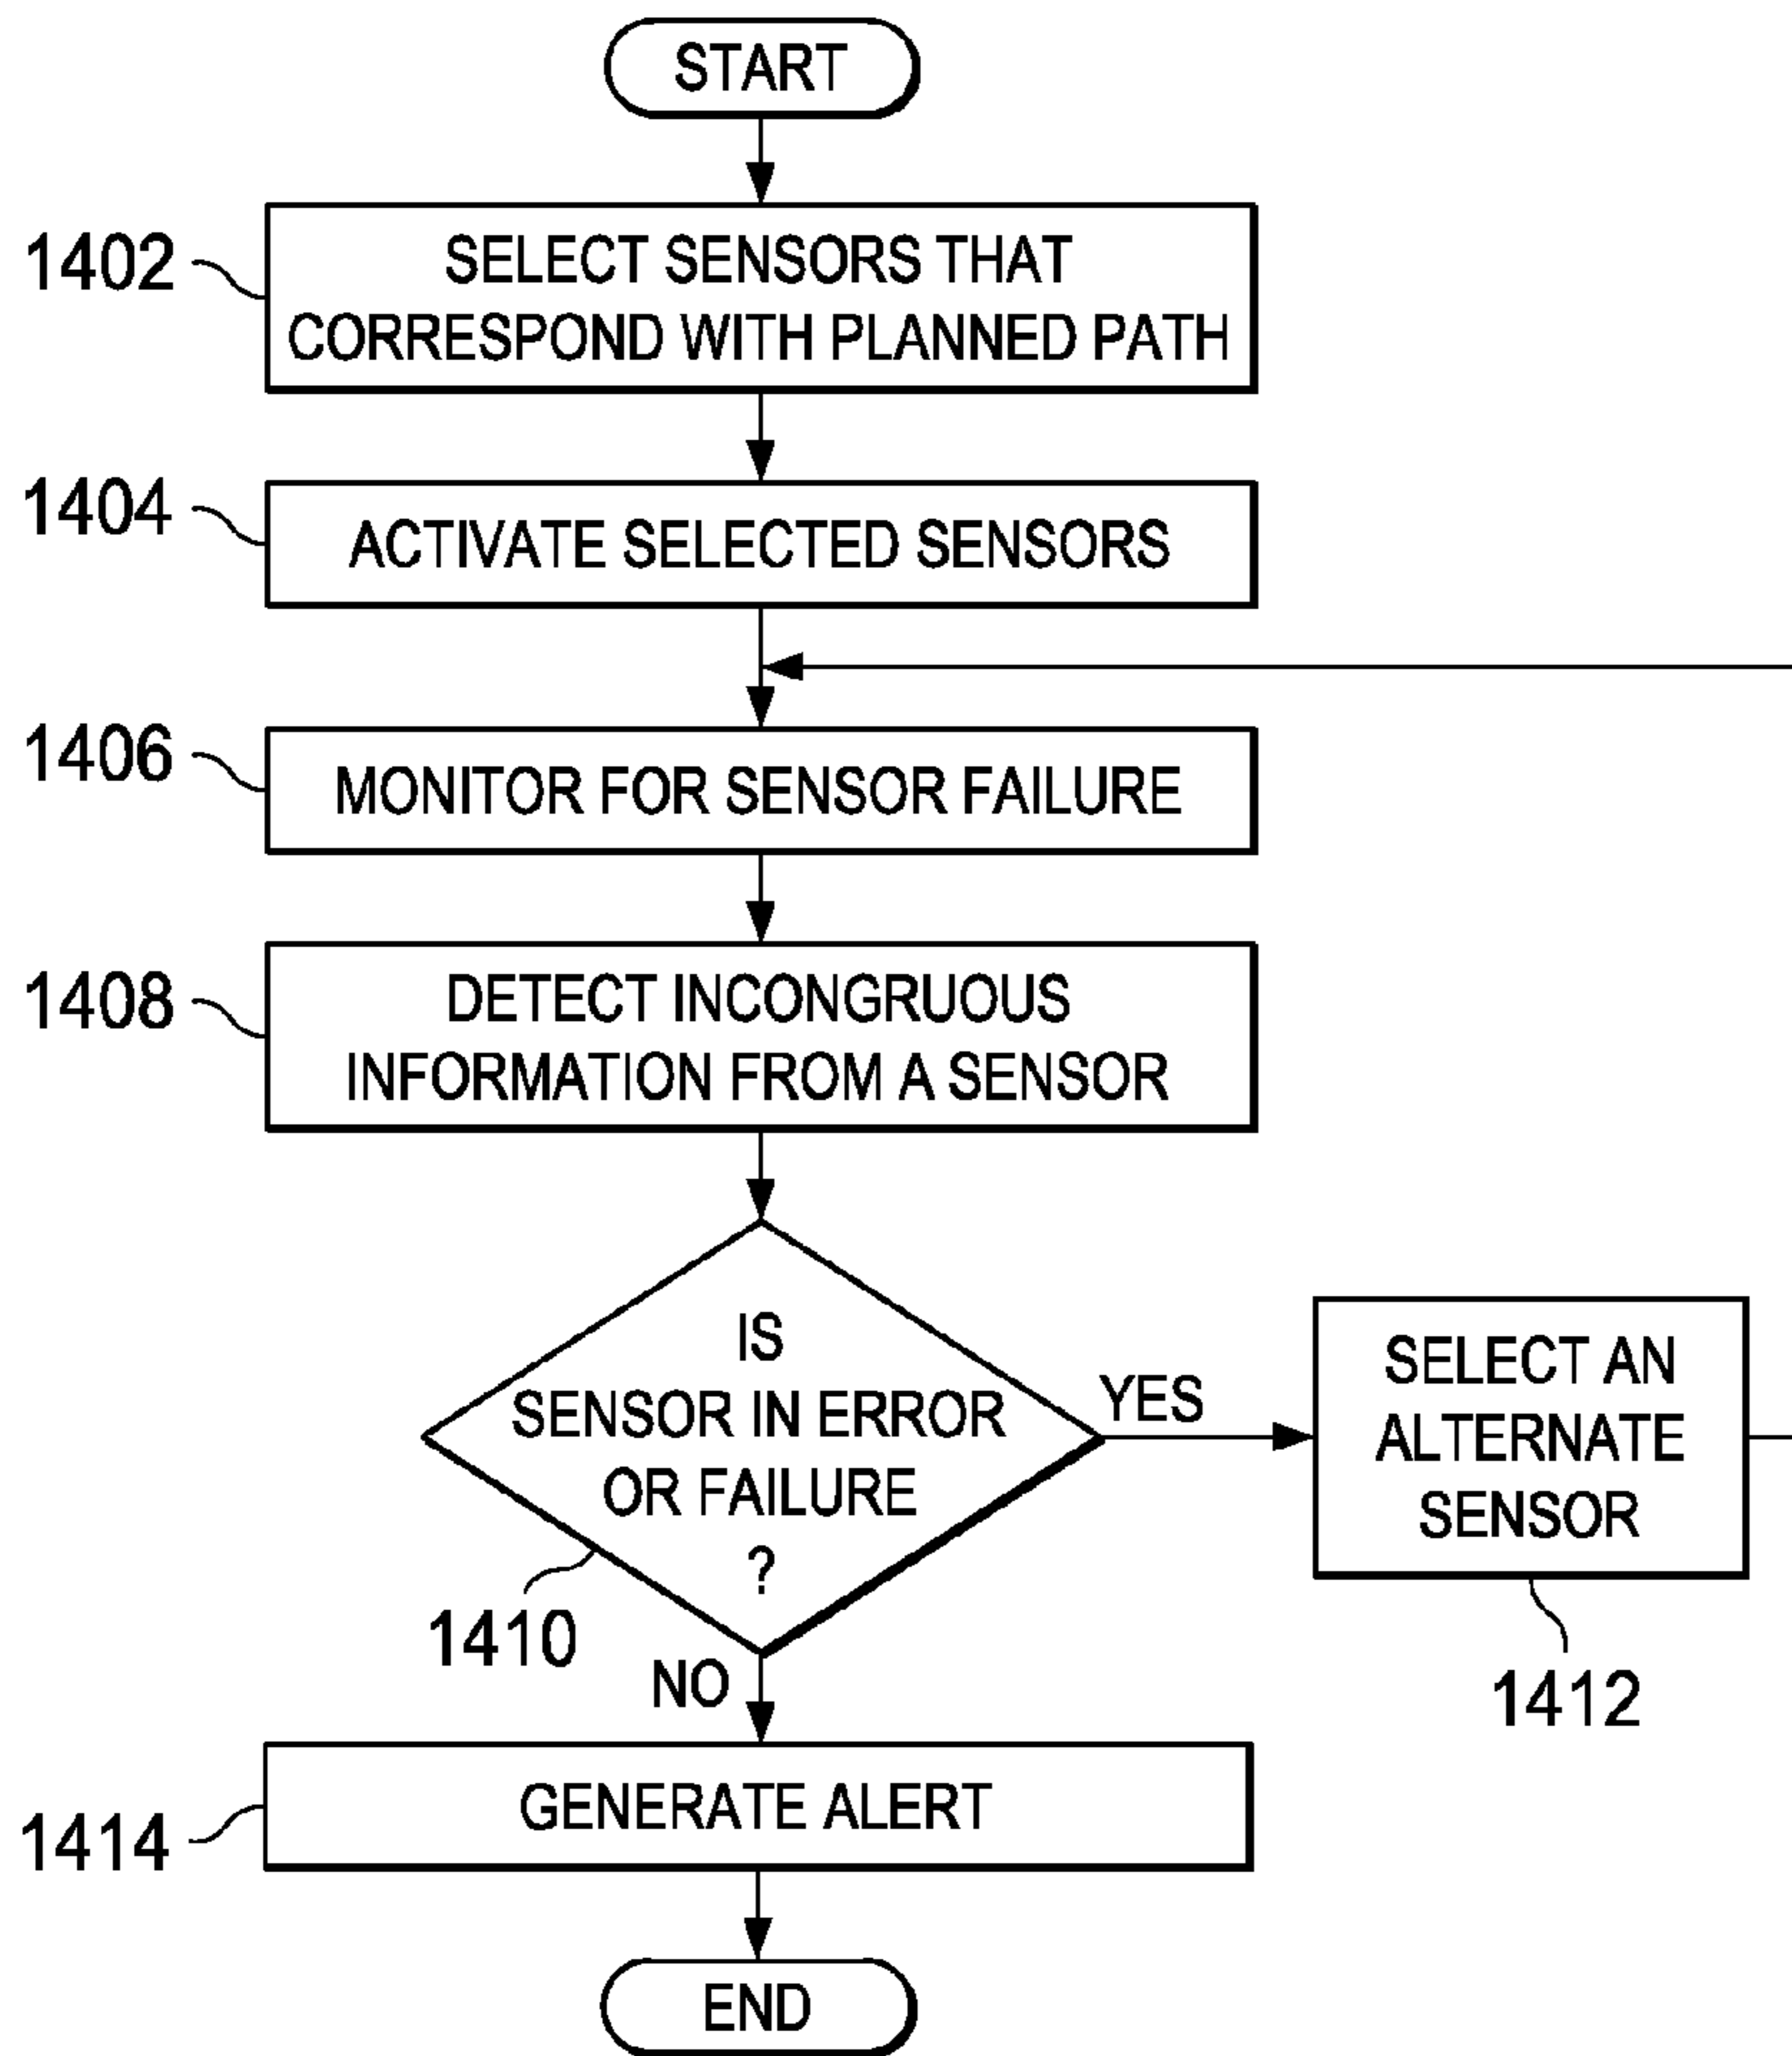 START
1402
SELECT SENSORS THAT
CORRESPOND WITH PLANNED PATH
1404
ACTIVATE SELECTED SENSORS
1406
MONITOR FOR SENSOR FAILURE
1408
DETECT INCONGRUOUS
INFORMATION FROM A SENSOR
IS
SENSOR IN ERROR
OR FAILURE
?
1410
YES
SELECT AN
ALTERNATE
SENSOR
1412
NO
GENERATE ALERT
1414
END